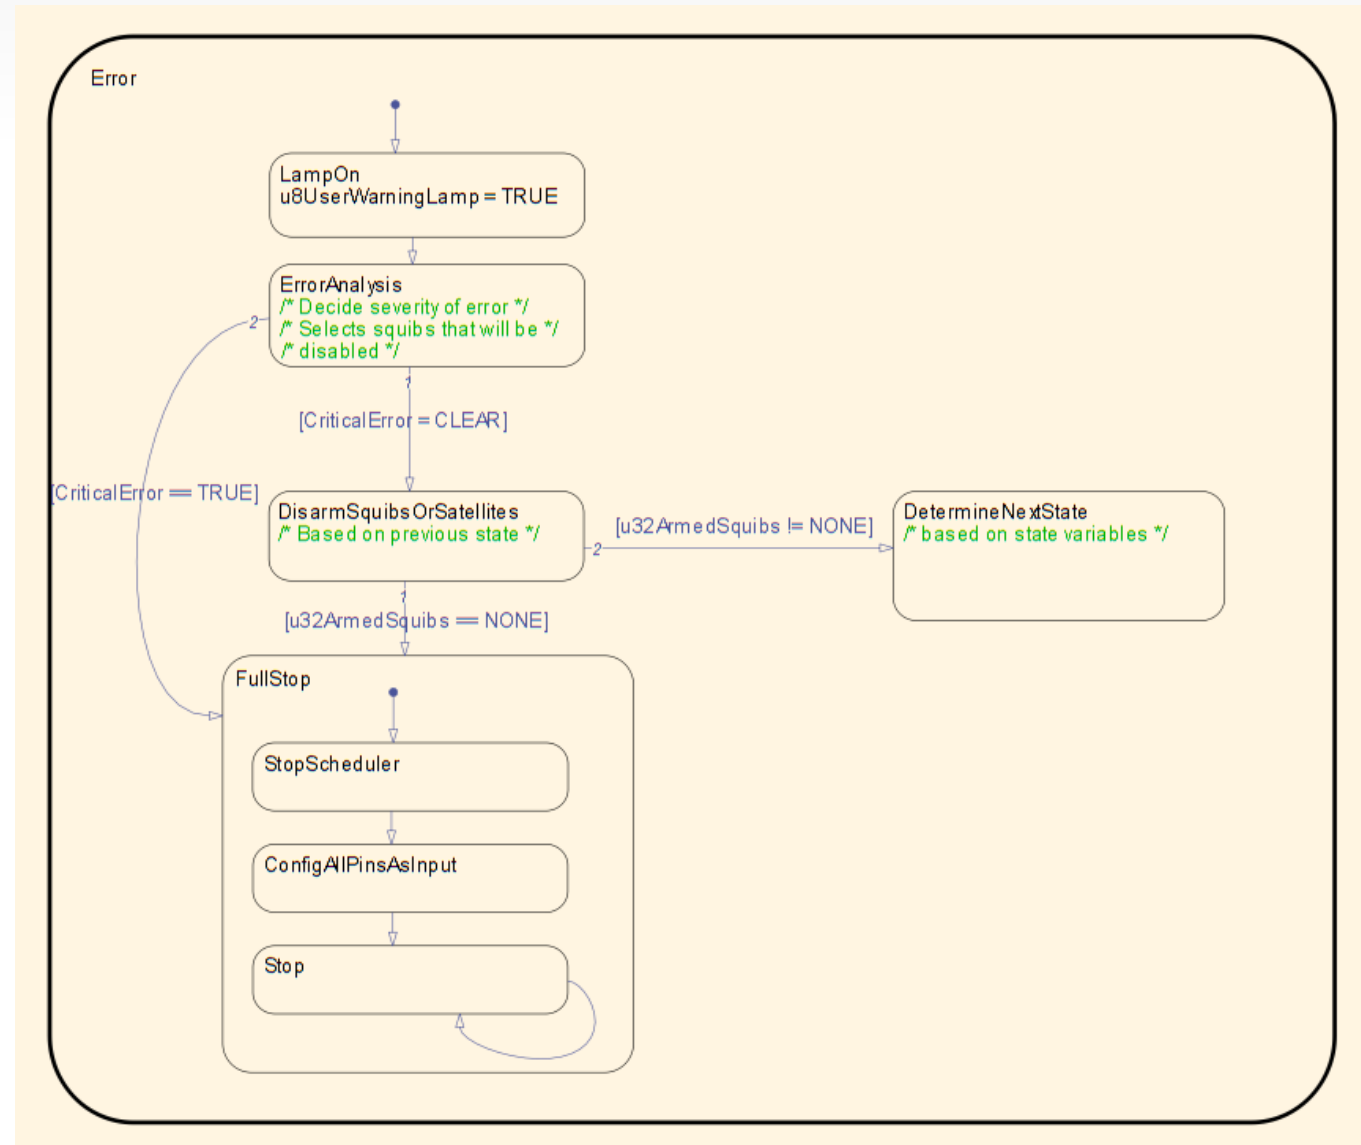 Error
LampOn
u8UserWarningLamp = TRUE
ErrorAnalysis
/* Decide severity of error */
/* Selects squibs that will be */
/* disabled */
2
1
[CriticalError = CLEAR]
[CriticalError == TRUE]
DisarmSquibsOrSatellites
/* Based on previous state */
2
[u32ArmedSquibs != NONE]
DetermineNextState
/* based on state variables */
1
[u32ArmedSquibs == NONE]
FullStop
StopScheduler
ConfigAllPinsAsInput
Stop